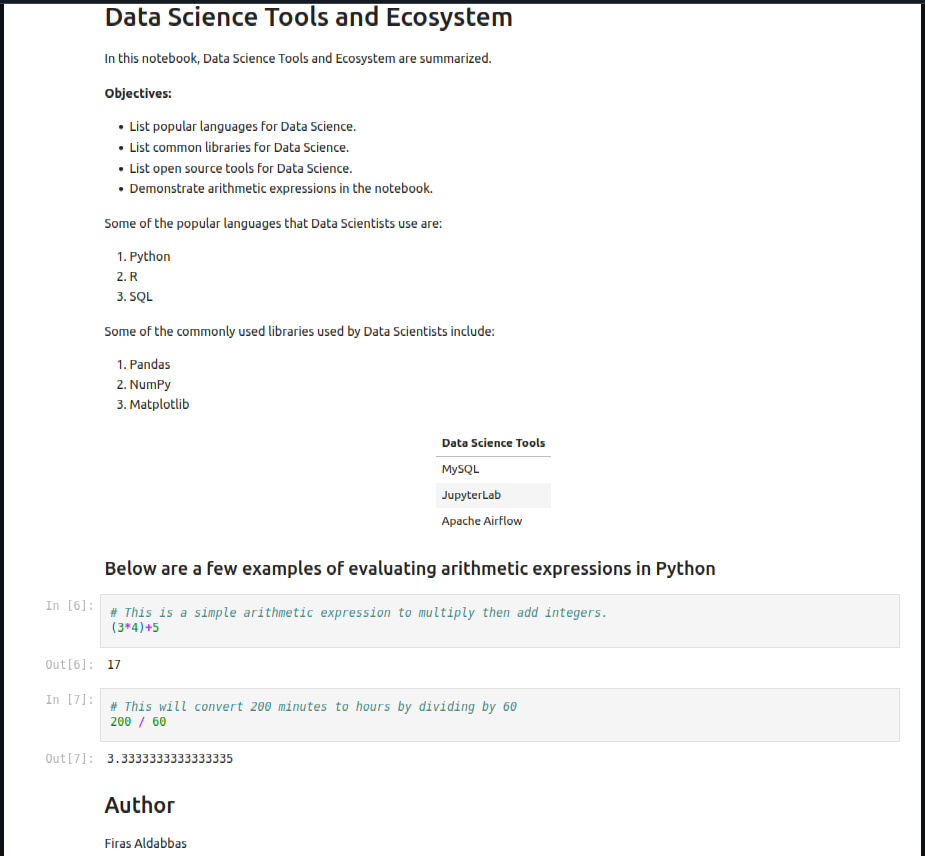 Data Science Tools and Ecosystem
In this notebook, Data Science Tools and Ecosystem are summarized.
Objectives:
• List popular languages for Data Science.
• List common libraries for Data Science.
• List open source tools for Data Science.
• Demonstrate arithmetic expressions in the notebook.
Some of the popular languages that Data Scientists use are:
1. Python
2. R
3. SQL
Some of the commonly used libraries used by Data Scientists include:
1. Pandas
2. NumPy
3. Matplotlib
Data Science Tools
MySQL
JupyterLab
Apache Airflow
Below are a few examples of evaluating arithmetic expressions in Python
In [6]: # This is a simple arithmetic expression to multiply then add integers.
(3*4)+5
Out[6]: 17
In [7]: # This will convert 200 minutes to hours by dividing by 60
200 / 60
Out[7]: 3.3333333333333335
Author
Firas Aldabbas